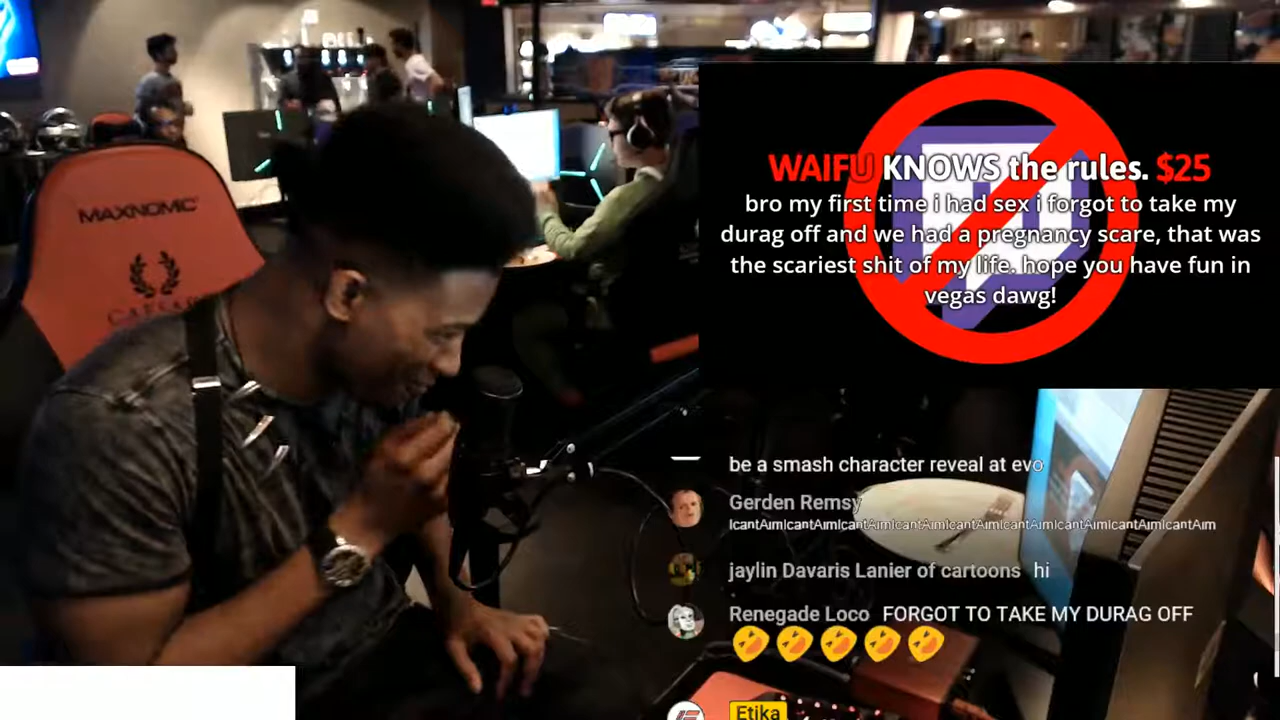 MAXNOMIC
WAIFU KNOWS the rules. $25
bro my first time i had sex i forgot to take my
durag off and we had a pregnancy scare, that was
the scariest shit of my life. hope you have fun in
vegas dawg!
be a smash character reveal at evo
Gerden Remsy
IcantAimIcantAimIcantAimIcantAimIcantAimIcantAimIcantAimIcantAimIcantAim
jaylin Davaris Lanier of cartoons hi
Renegade Loco FORGOT TO TAKE MY DURAG OFF
🤣🤣🤣🤣🤣
Etika